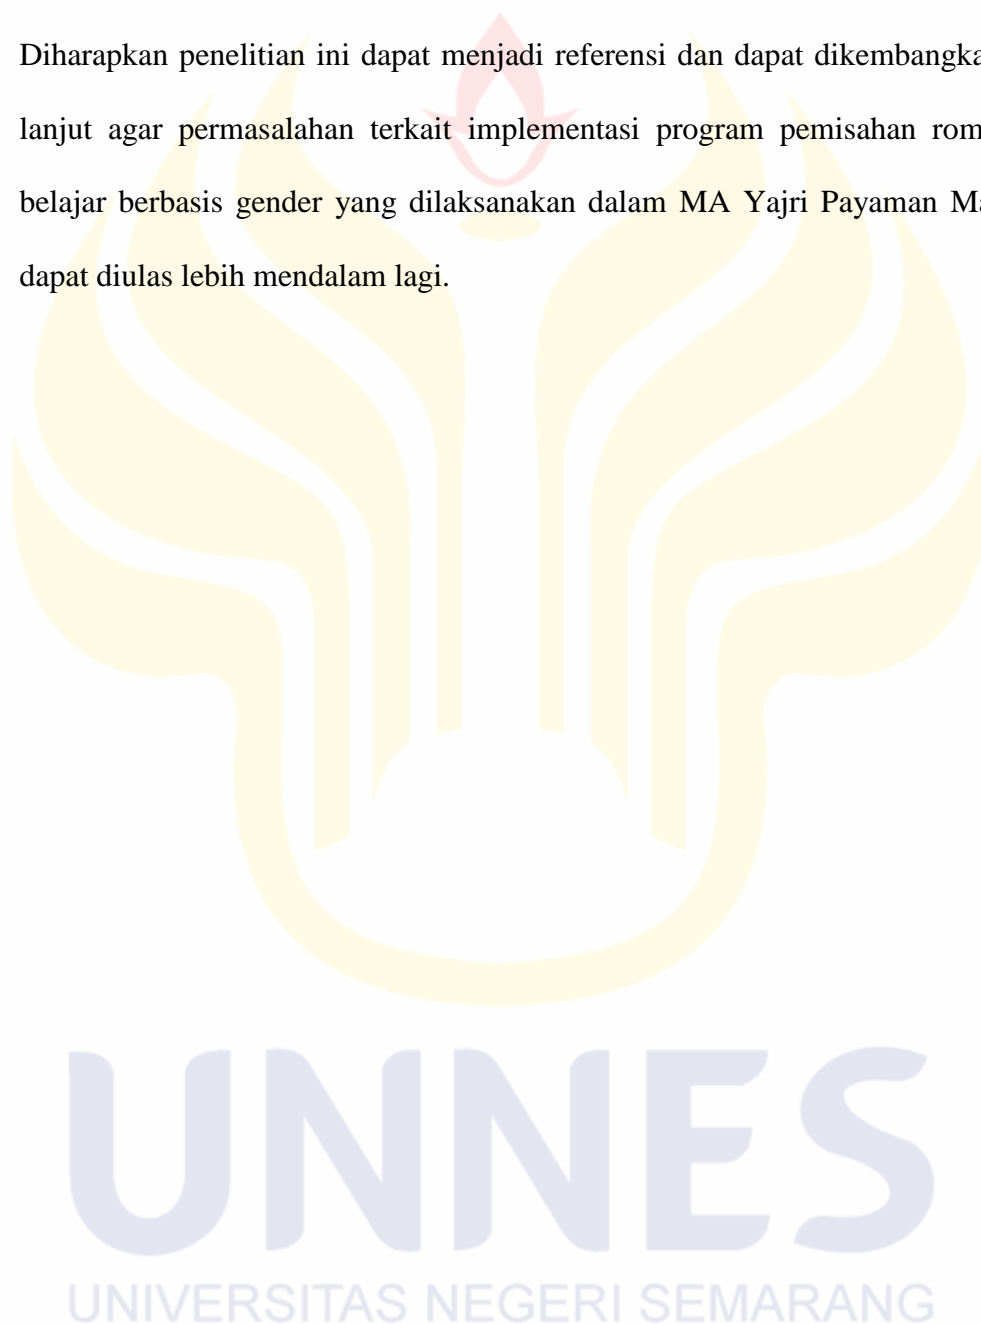 Diharapkan penelitian ini dapat menjadi referensi dan dapat dikembangka
lanjut agar permasalahan terkait implementasi program pemisahan rom
belajar berbasis gender yang dilaksanakan dalam MA Yajri Payaman Ma
dapat diulas lebih mendalam lagi.
UNNES
UNIVERSITAS NEGERI SEMARANG